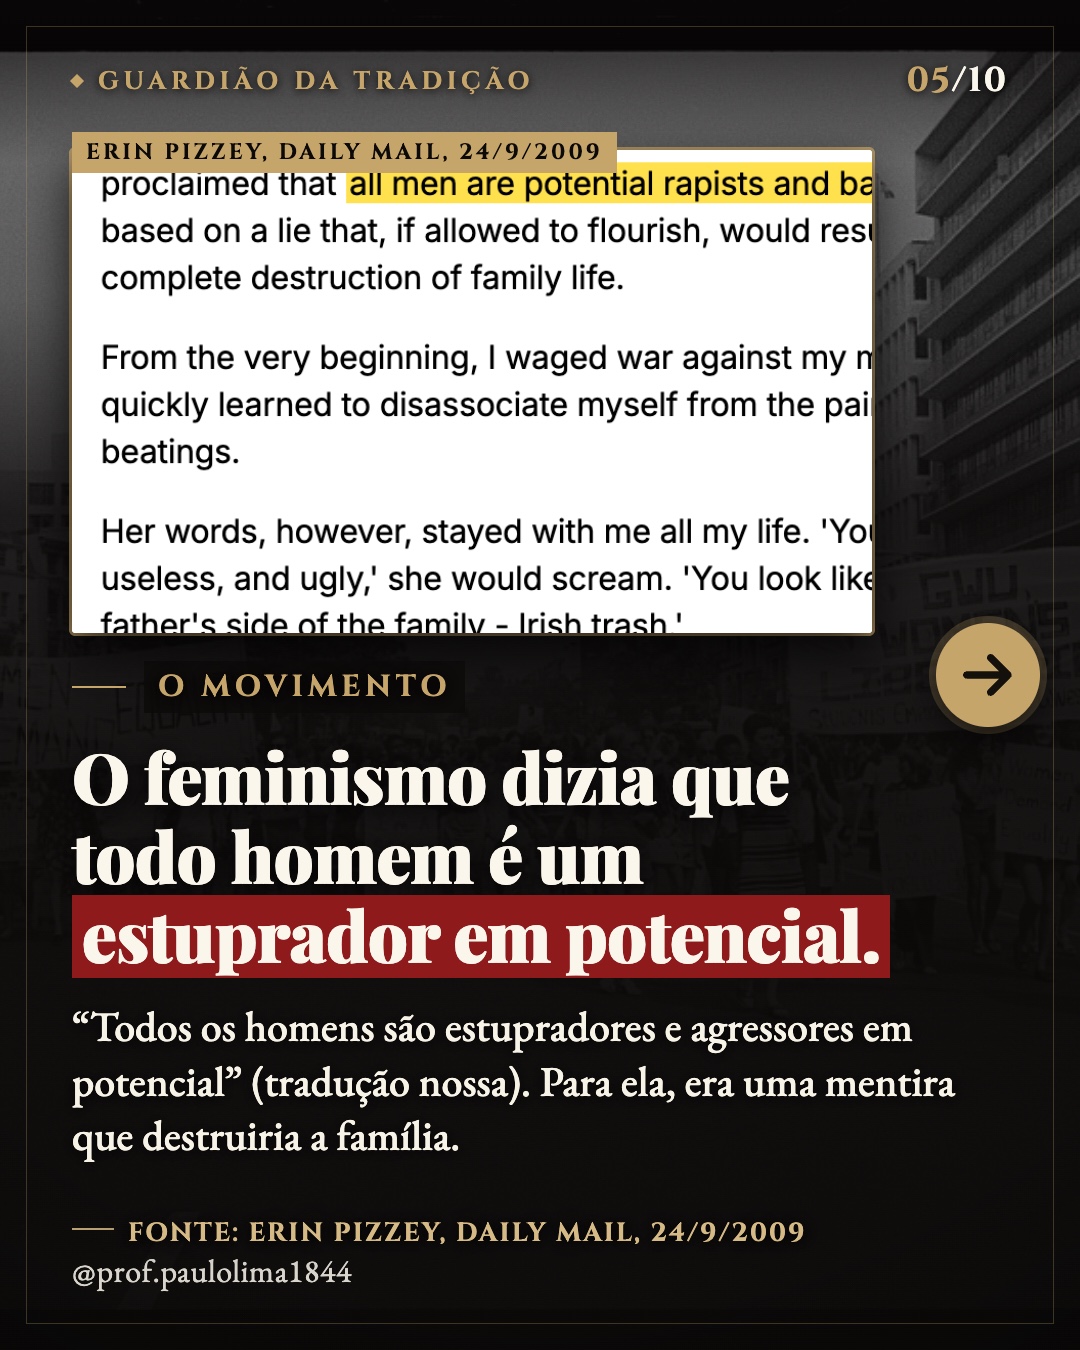 GUARDIÃO DA TRADIÇÃO
05/10
ERIN PIZZEY, DAILY MAIL, 24/9/2009
proclaimed that all men are potential rapists and ba
based on a lie that, if allowed to flourish, would resu
complete destruction of family life.
From the very beginning, I waged war against my m
quickly learned to disassociate myself from the pai
beatings.
Her words, however, stayed with me all my life. 'You
useless, and ugly,' she would scream. 'You look like
father's side of the family - Irish trash.'
GWU
O MOVIMENTO
O feminismo dizia que
todo homem é um
estuprador em potencial.
“Todos os homens são estupradores e agressores em
potencial” (tradução nossa). Para ela, era uma mentira
que destruiria a família.
FONTE: ERIN PIZZEY, DAILY MAIL, 24/9/2009
@prof.paulolima1844